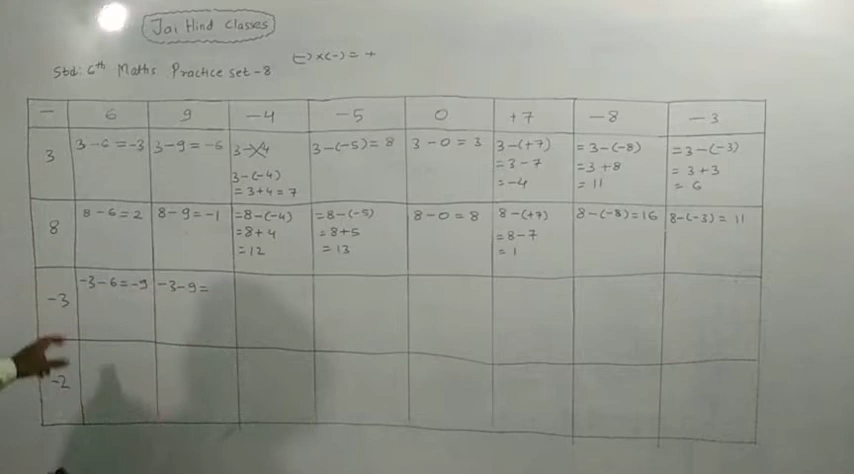 Jai Hind Classes
(-) x (-) = +
Std: 6th Maths Practice set - 8
- 6 9 -4 -5 0 +7 -8 -3
3 3-6=-3 3-9=-6 3-4 3-(-5)=8 3-0=3 3-(+7) =3-(-8) =3-(-3)
3-(-4) =3-7 =3+8 =3+3
=3+4=7 =-4 =11 =6
8 8-6=2 8-9=-1 =8-(-4) =8-(-5) 8-0=8 8-(+7) 8-(-8)=16 8-(-3)=11
=8+4 =8+5 =8-7
=12 =13 =1
-3 -3-6=-9 -3-9=
-2